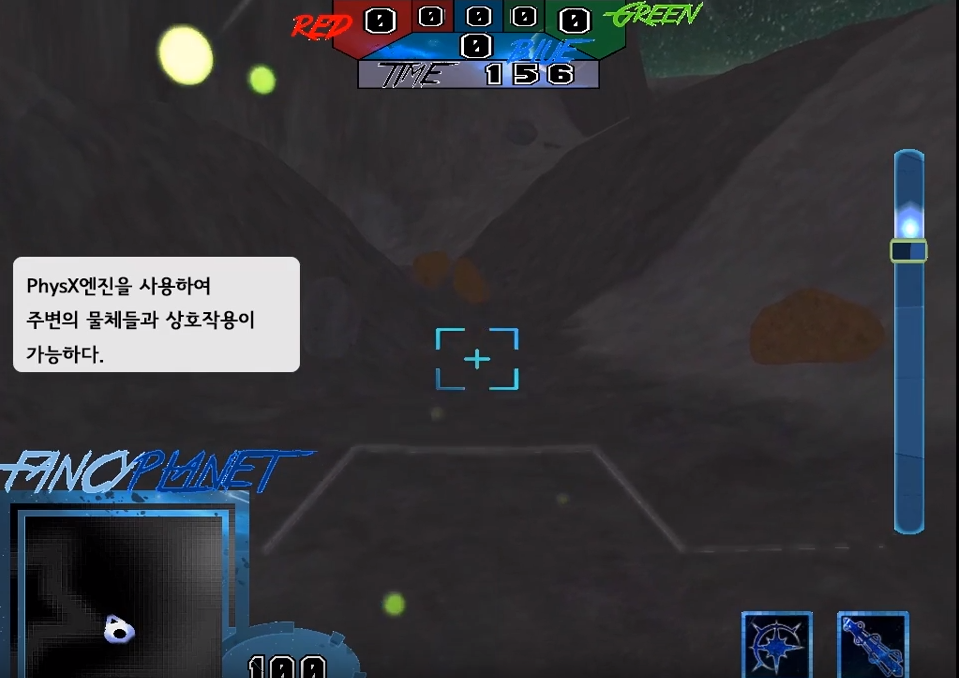 RED 0 0 0 0 0 GREEN
0 BLUE
TIME 156
PhysX엔진을 사용하여
주변의 물체들과 상호작용이
가능하다.
FANCYPLANET
100